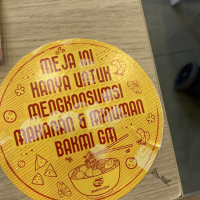 MEJA INI
HANYA UNTUK
MENGKONSUMSI
MAKANAN & MINUMAN
BAKMI GM